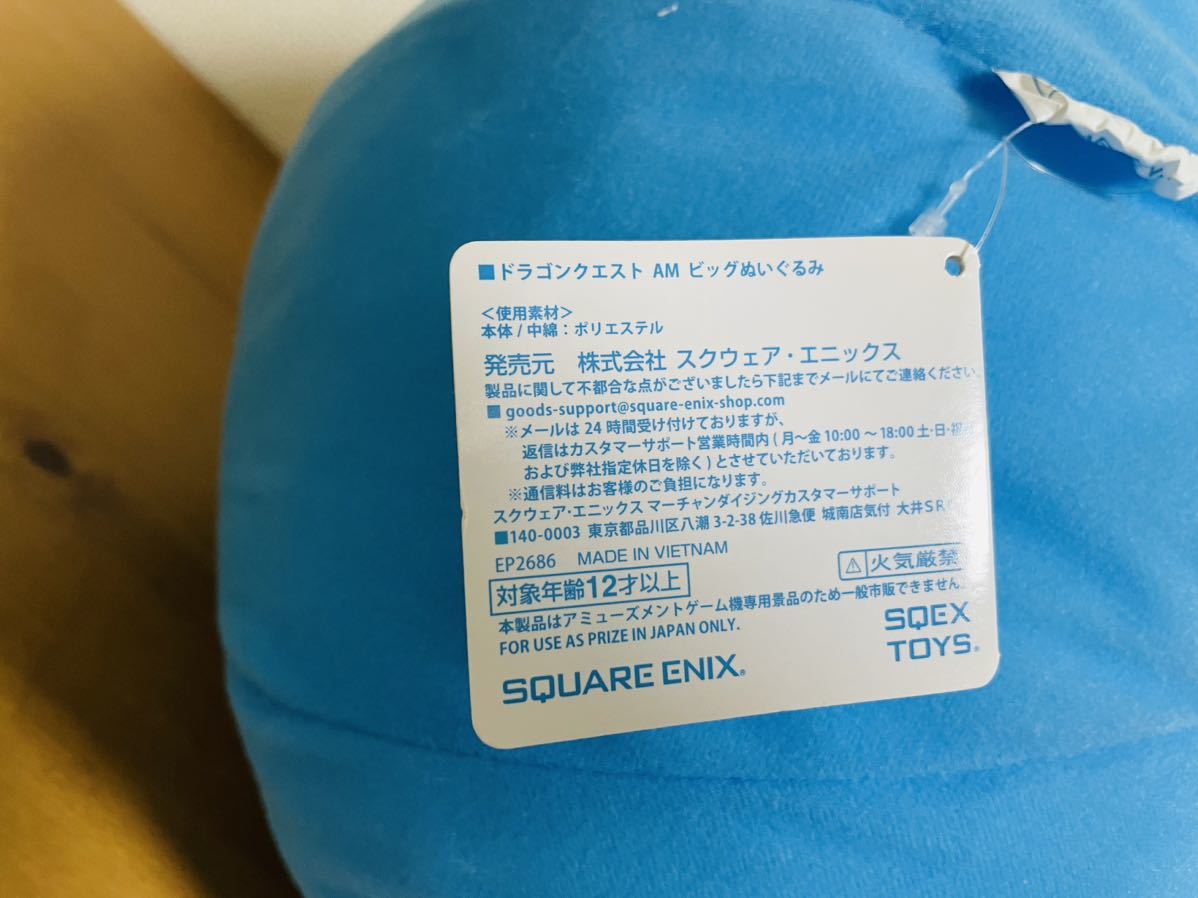 ■ドラゴンクエスト AM ビッグぬいぐるみ
＜使用素材＞
本体 / 中綿：ポリエステル
発売元　株式会社 スクウェア・エニックス
製品に関して不都合な点がございましたら下記までメールにてご連絡ください。
■ goods-support@square-enix-shop.com
※メールは 24 時間受け付けておりますが、
返信はカスタマーサポート営業時間内 ( 月〜金 10:00 〜 18:00 土・日・祝
および弊社指定休日を除く ) とさせていただいております。
※通信料はお客様のご負担になります。
スクウェア・エニックス マーチャンダイジングカスタマーサポート
■140-0003 東京都品川区八潮 3-2-38 佐川急便 城南店気付 大井SR
EP2686 MADE IN VIETNAM
⚠火気厳禁
対象年齢12才以上
本製品はアミューズメントゲーム機専用景品のため一般市販できません。
FOR USE AS PRIZE IN JAPAN ONLY.
SQEX
TOYS®
SQUARE ENIX®